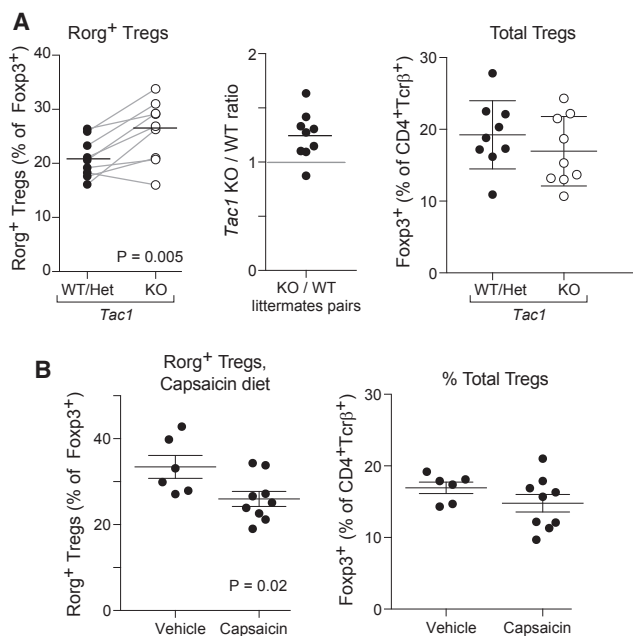 A
Rorg+ Tregs
Rorg+ Tregs (% of Foxp3+)
40
30
20
10
0
P = 0.005
WT/Het
KO
Tac1
Tac1 KO / WT ratio
2
1
0
KO / WT
littermates pairs
Total Tregs
Foxp3+ (% of CD4+Tcrβ+)
30
20
10
0
WT/Het
KO
Tac1
B
Rorg+ Tregs,
Capsaicin diet
Rorg+ Tregs (% of Foxp3+)
40
20
0
P = 0.02
Vehicle
Capsaicin
% Total Tregs
Foxp3+ (% of CD4+Tcrβ+)
30
20
10
0
Vehicle
Capsaicin